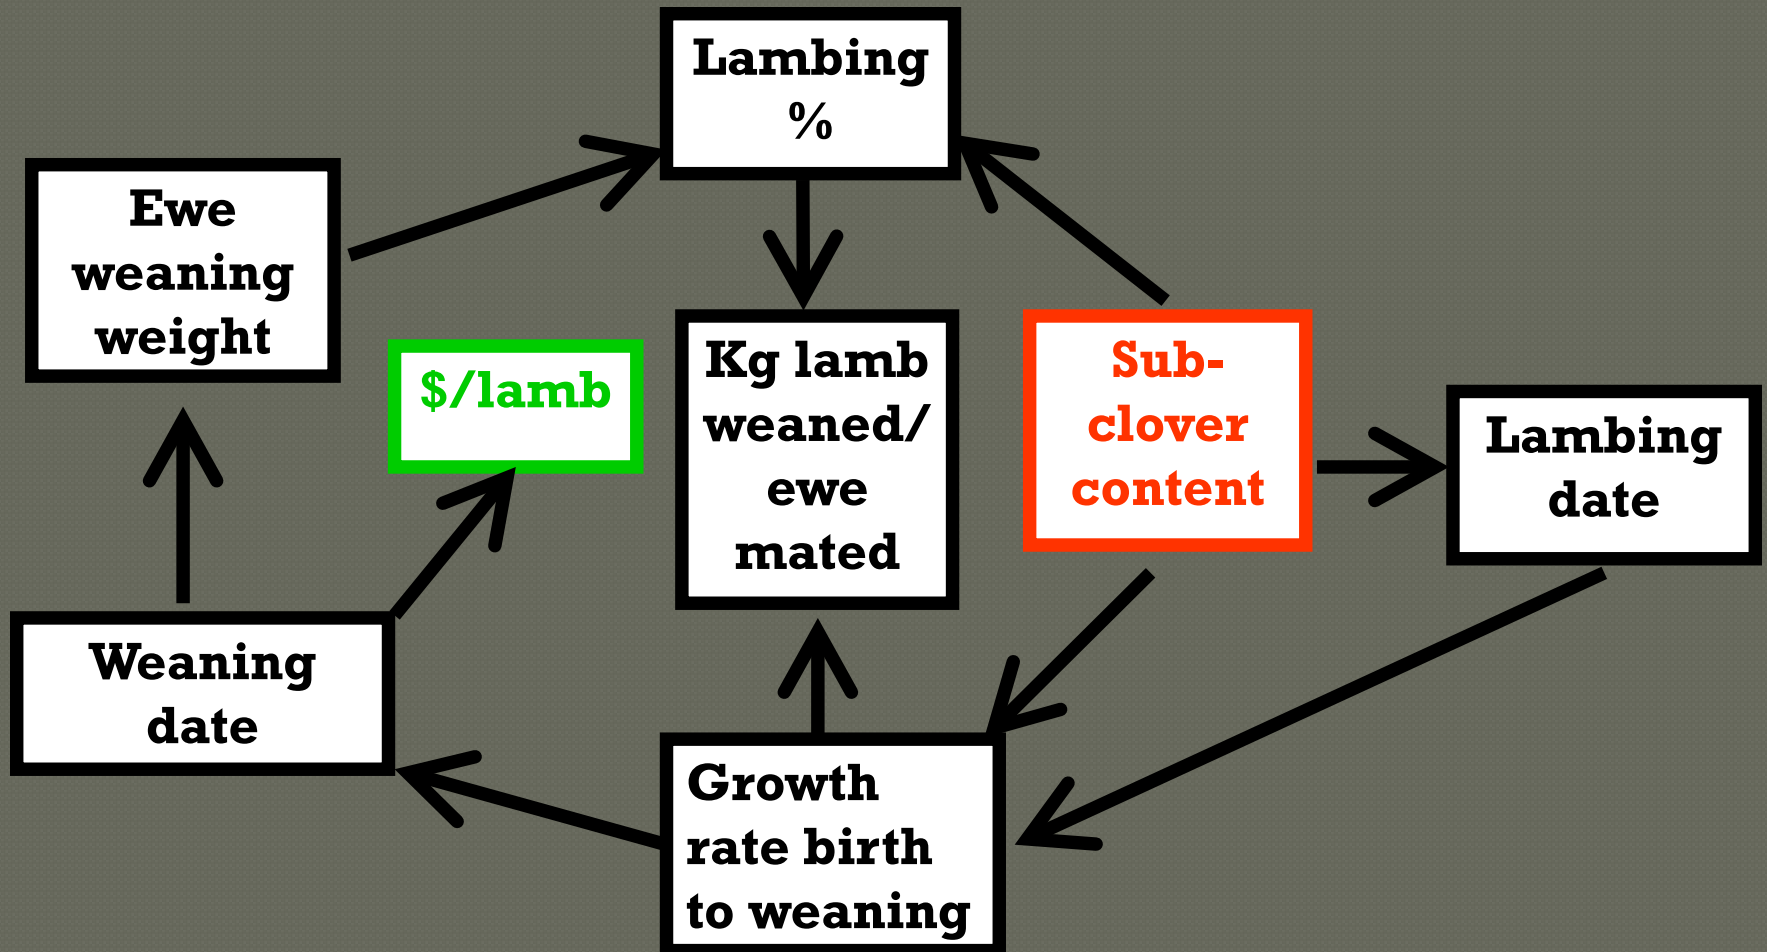 Lambing
%
Ewe
weaning
weight
$/lamb
Kg lamb
weaned/
ewe
mated
Sub-
clover
content
Lambing
date
Weaning
date
Growth
rate birth
to weaning